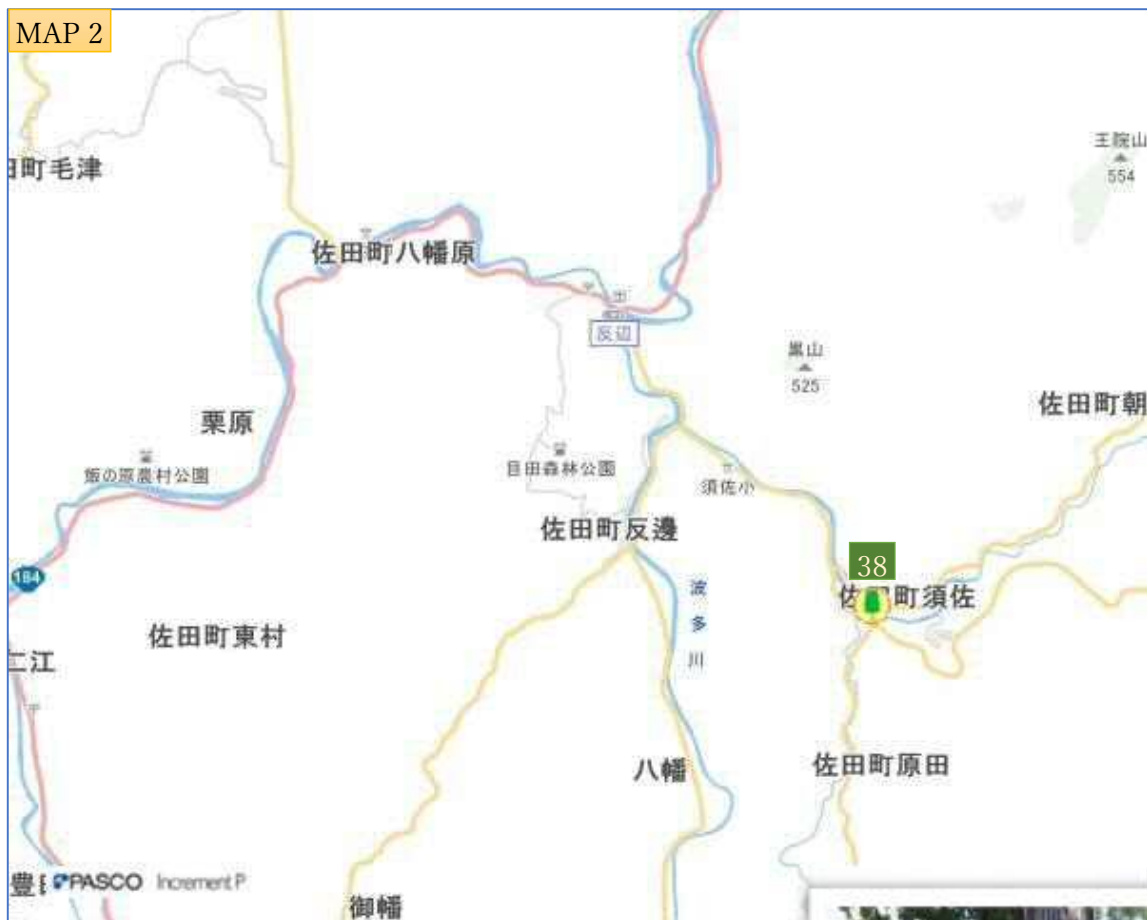 MAP 2
王院山
554
田町毛津
佐田町八幡原
反辺
黒山
525
佐田町朝
栗原
飯の原農村公園
目田森林公園
須佐小
佐田町反邊
184
38
佐田町須佐
波多川
佐田町東村
仁江
八幡
佐田町原田
PASCO Increment P
御幡